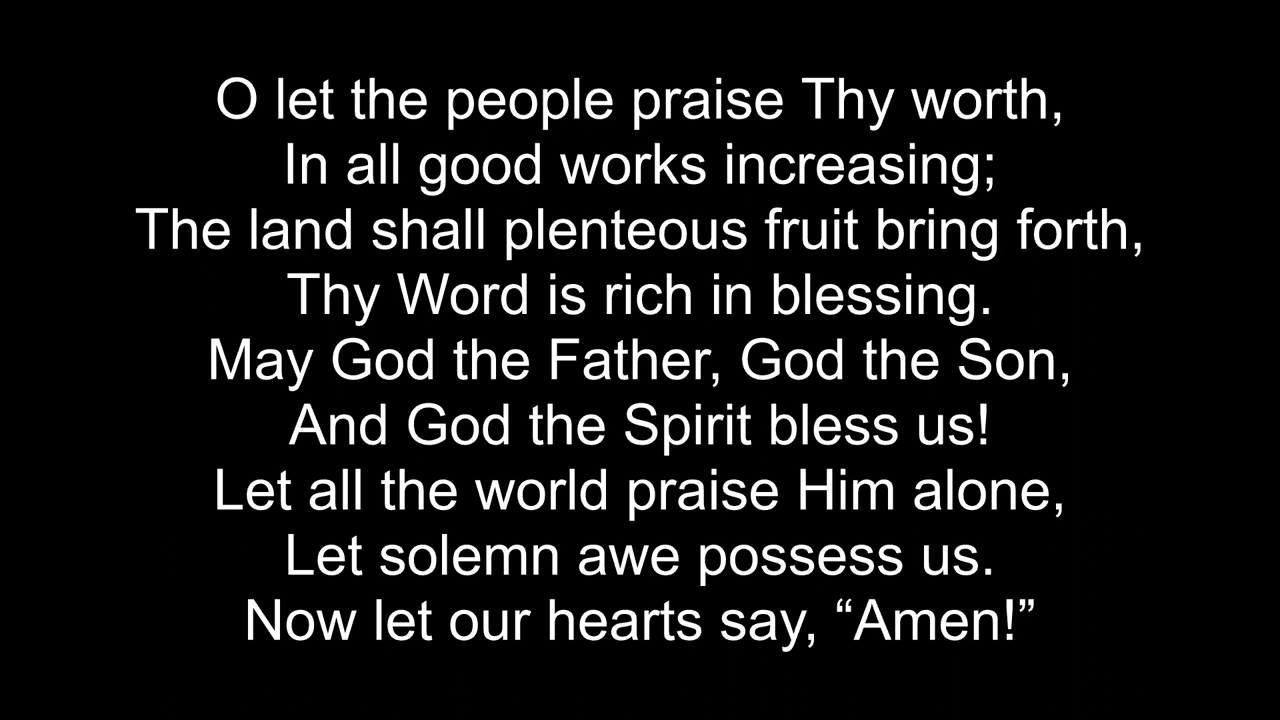 O let the people praise Thy worth,
In all good works increasing;
The land shall plenteous fruit bring forth,
Thy Word is rich in blessing.
May God the Father, God the Son,
And God the Spirit bless us!
Let all the world praise Him alone,
Let solemn awe possess us.
Now let our hearts say, “Amen!”